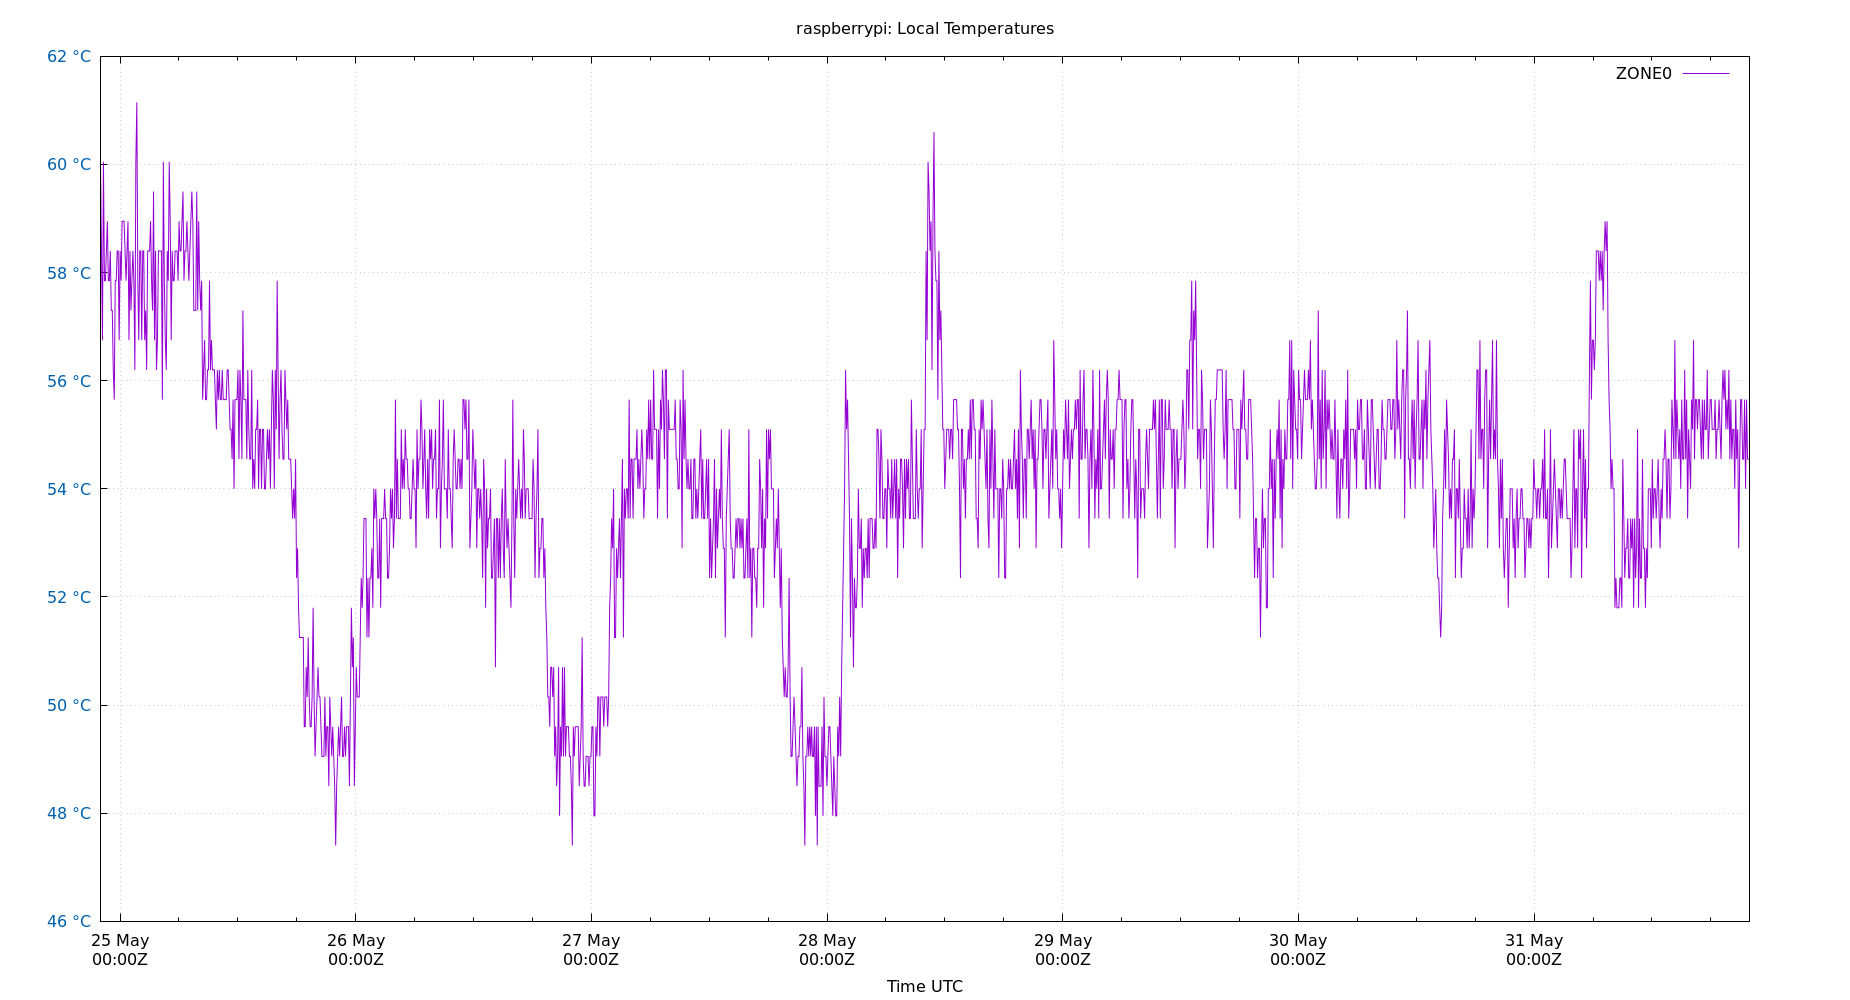 raspberrypi: Local Temperatures
ZONE0
62 °C
60 °C
58 °C
56 °C
54 °C
52 °C
50 °C
48 °C
46 °C
25 May 26 May 27 May 28 May 29 May 30 May 31 May
00:00Z 00:00Z 00:00Z 00:00Z 00:00Z 00:00Z 00:00Z
Time UTC